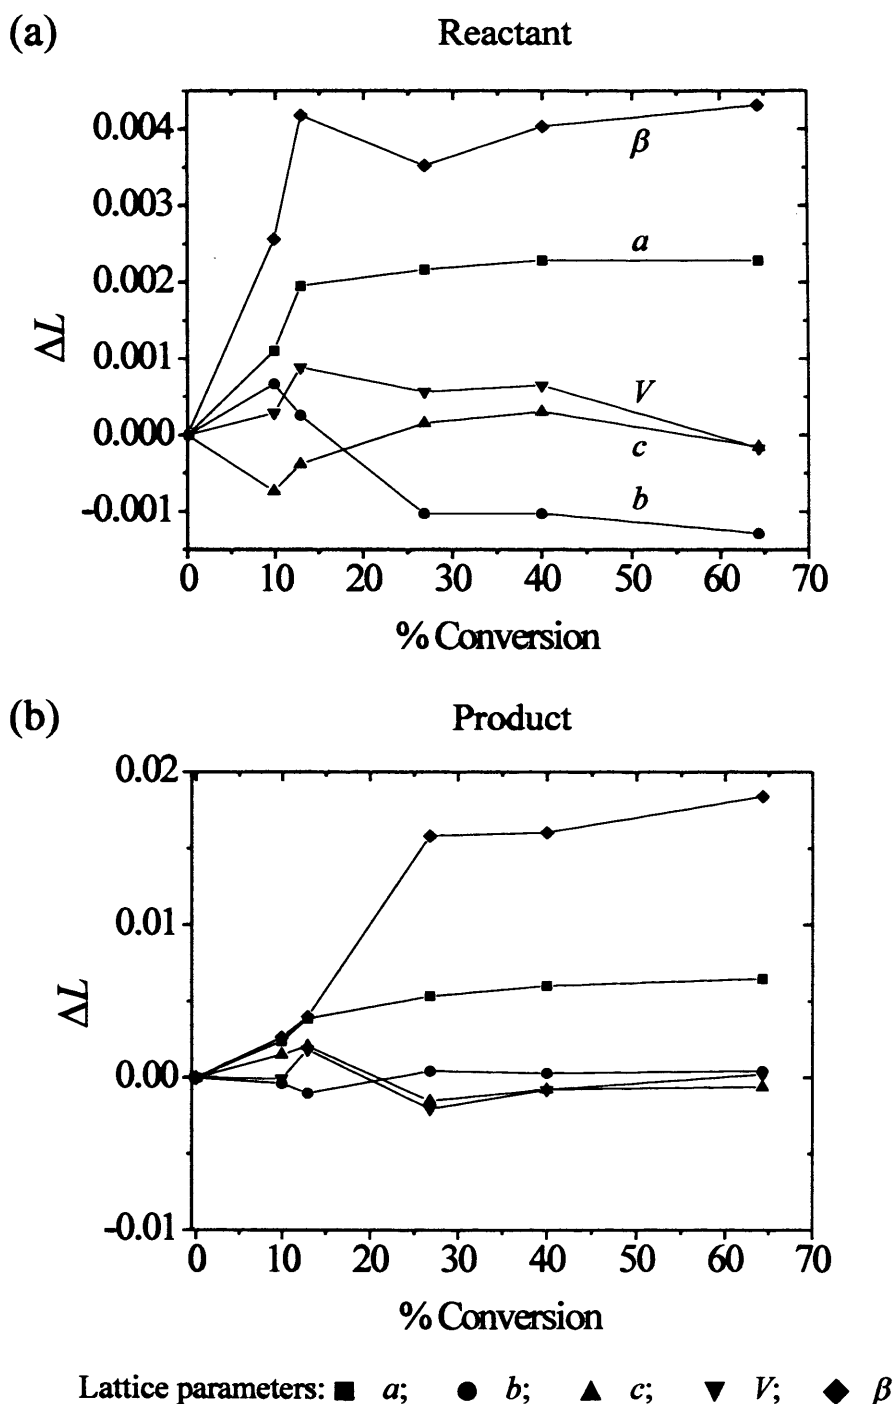 (a)
Reactant
0.004
0.003
0.002
0.001
0.000
-0.001
ΔL
β
a
V
c
b
0 10 20 30 40 50 60 70
% Conversion
(b)
Product
0.02
0.01
0.00
-0.01
ΔL
0 10 20 30 40 50 60 70
% Conversion
Lattice parameters: ■ a; ● b; ▲ c; ▼ V; ◆ β